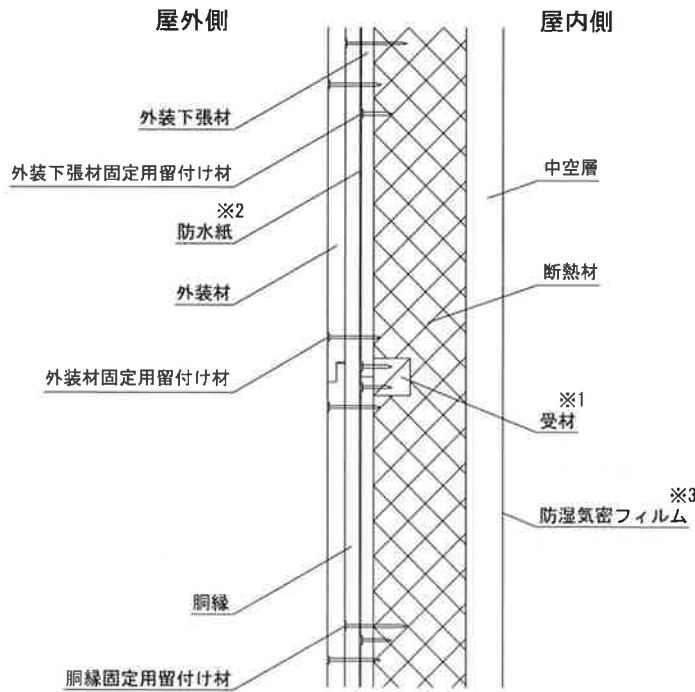 屋外側
屋内側
外装下張材
外装下張材固定用留付け材
※2
防水紙
外装材
外装材固定用留付け材
胴縁
胴縁固定用留付け材
中空層
断熱材
※1
受材
※3
防湿気密フィルム